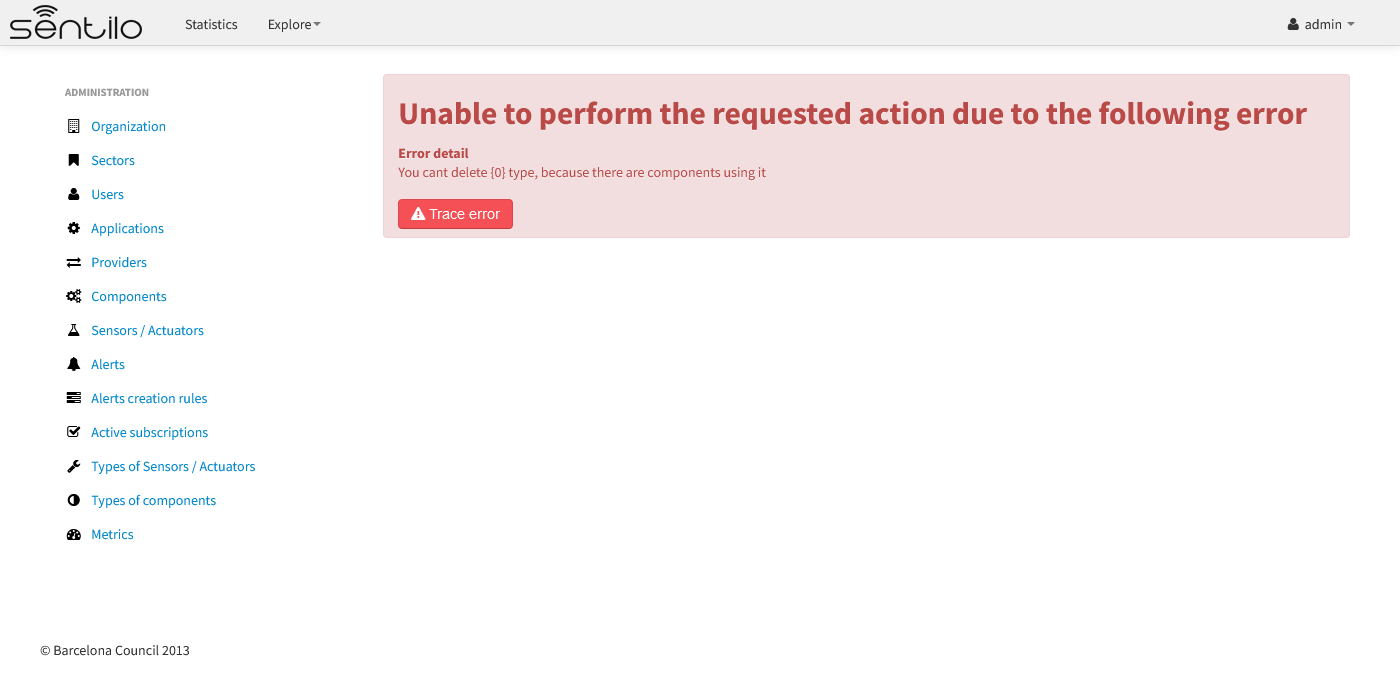 sentilo
Statistics
Explore
admin
ADMINISTRATION
Organization
Sectors
Users
Applications
Providers
Components
Sensors / Actuators
Alerts
Alerts creation rules
Active subscriptions
Types of Sensors / Actuators
Types of components
Metrics
Unable to perform the requested action due to the following error
Error detail
You cant delete {0} type, because there are components using it
Trace error
© Barcelona Council 2013